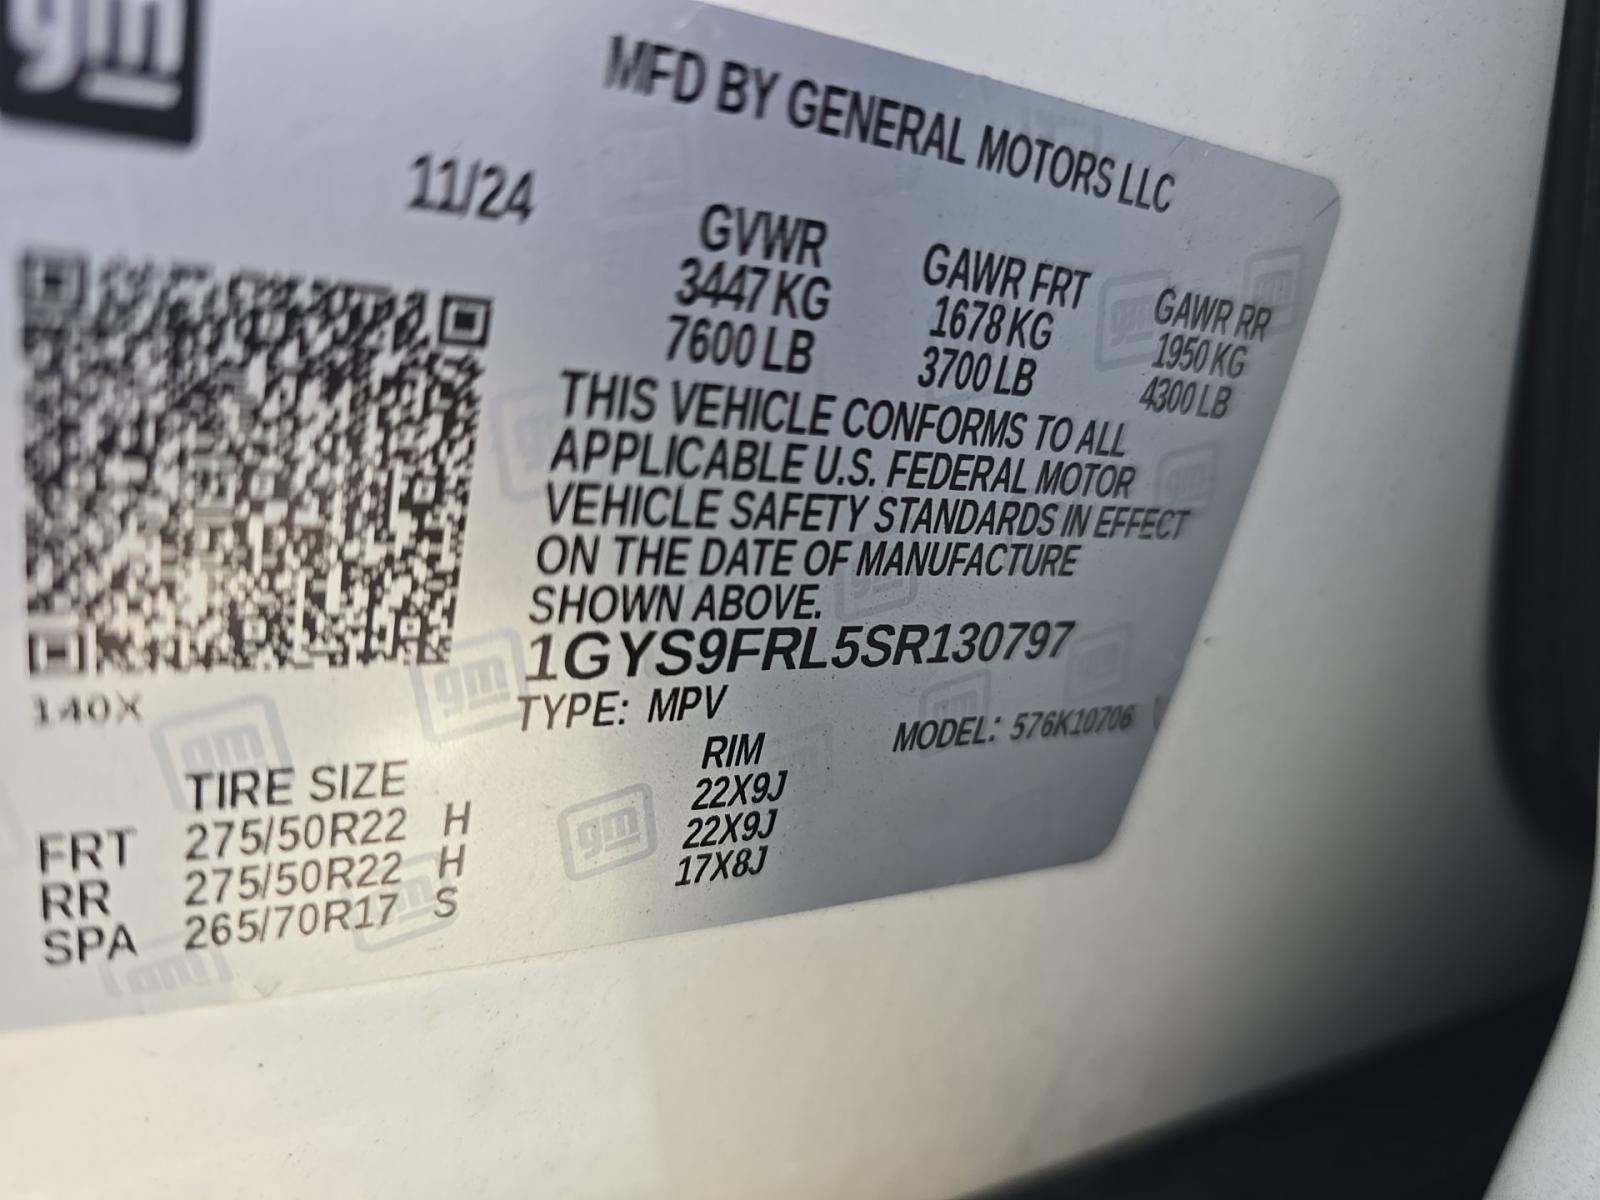 gm
MFD BY GENERAL MOTORS LLC
11/24
GVWR GAWR FRT GAWR RR
3447 KG 1678 KG 1950 KG
7600 LB 3700 LB 4300 LB
THIS VEHICLE CONFORMS TO ALL
APPLICABLE U.S. FEDERAL MOTOR
VEHICLE SAFETY STANDARDS IN EFFECT
ON THE DATE OF MANUFACTURE
SHOWN ABOVE.
1GYS9FRL5SR130797
140X
TYPE: MPV MODEL: 576K10706
TIRE SIZE RIM
FRT 275/50R22 H 22X9J
RR 275/50R22 H 22X9J
SPA 265/70R17 S 17X8J